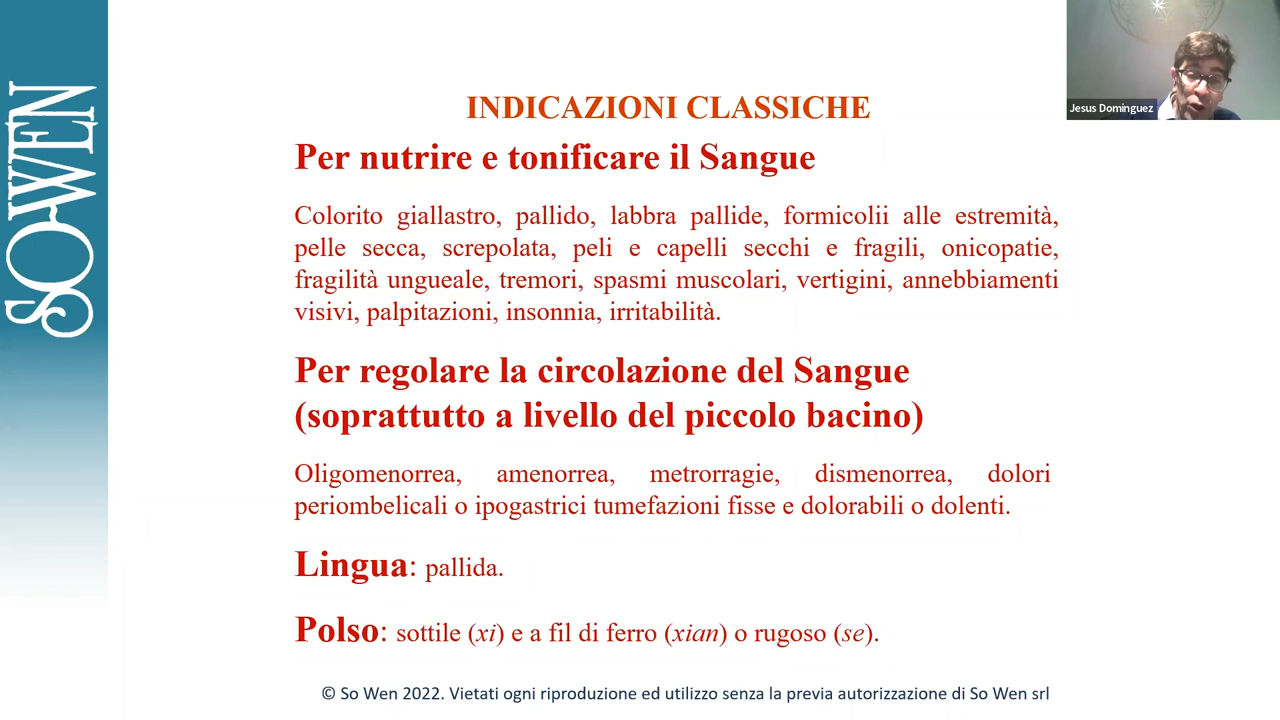 SO-WEN
Jesus Dominguez
INDICAZIONI CLASSICHE
Per nutrire e tonificare il Sangue
Colorito giallastro, pallido, labbra pallide, formicolii alle estremità,
pelle secca, screpolata, peli e capelli secchi e fragili, onicopatie,
fragilità ungueale, tremori, spasmi muscolari, vertigini, annebbiamenti
visivi, palpitazioni, insonnia, irritabilità.
Per regolare la circolazione del Sangue
(soprattutto a livello del piccolo bacino)
Oligomenorrea, amenorrea, metrorragie, dismenorrea, dolori
periombelicali o ipogastrici tumefazioni fisse e dolorabili o dolenti.
Lingua: pallida.
Polso: sottile (xi) e a fil di ferro (xian) o rugoso (se).
© So Wen 2022. Vietati ogni riproduzione ed utilizzo senza la previa autorizzazione di So Wen srl